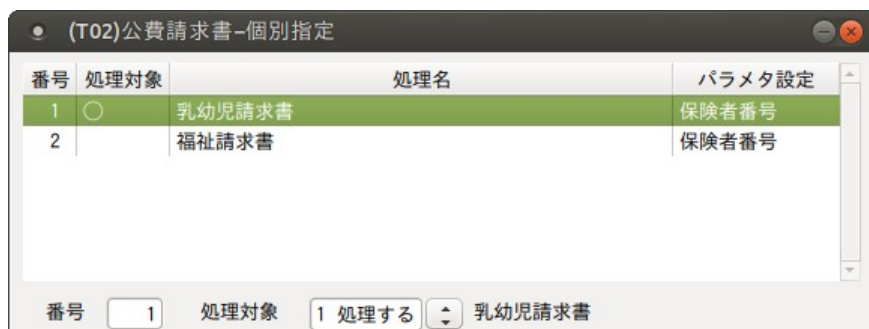 (T02)公費請求書–個別指定
番号 処理対象 処理名 パラメタ設定
1 ○ 乳幼児請求書 保険者番号
2 福祉請求書 保険者番号
番号 1 処理対象 1 処理する 乳幼児請求書